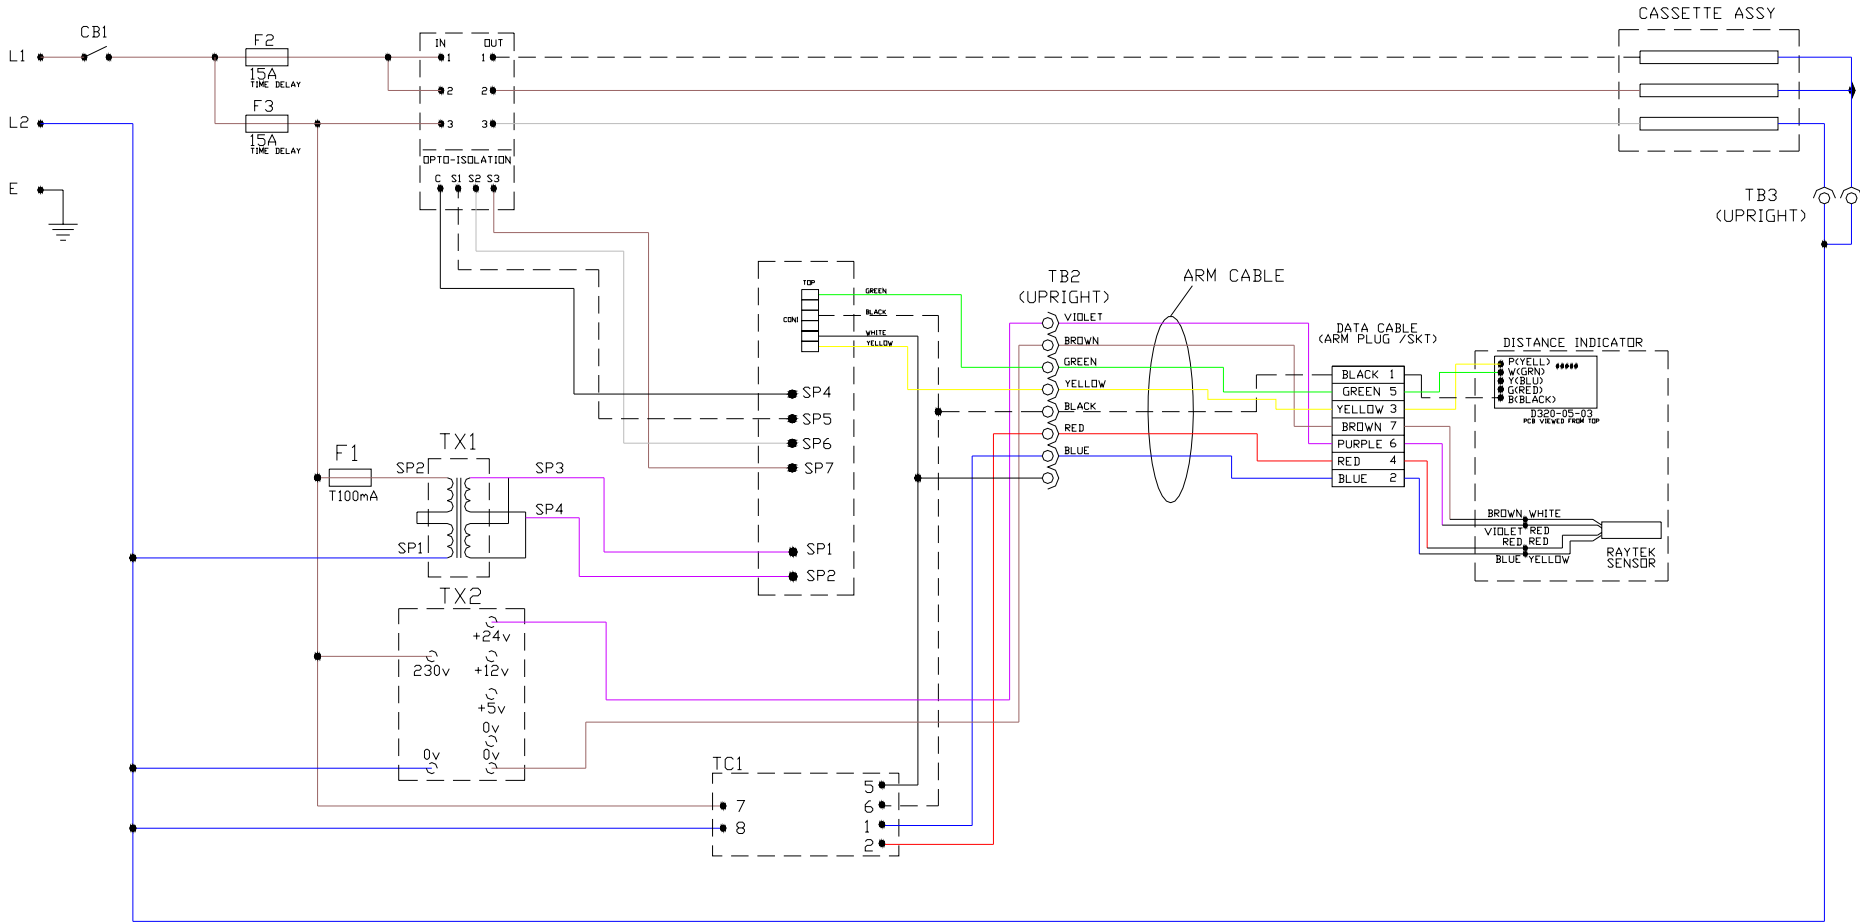 CASSETTE ASSY
CB1
L1
F2
15A
TIME DELAY
IN OUT
1 1
2 2
3 3
L2
F3
15A
TIME DELAY
OPTO-ISOLATION
C S1 S2 S3
E
TB3
(UPRIGHT)
TOP
CON1
GREEN
BLACK
WHITE
YELLOW
SP4
SP5
SP6
SP7
SP1
SP2
TB2
(UPRIGHT)
VIOLET
BROWN
GREEN
YELLOW
BLACK
RED
BLUE
ARM CABLE
DATA CABLE
(ARM PLUG /SKT)
BLACK 1
GREEN 5
YELLOW 3
BROWN 7
PURPLE 6
RED 4
BLUE 2
DISTANCE INDICATOR
P(YELL)
W(GRN)
Y(BLU)
G(RED)
B(BLACK)
D320-05-03
PCB VIEWED FROM TOP
BROWN WHITE
VIOLET RED
RED RED
BLUE YELLOW
RAYTEK
SENSOR
F1
T100mA
TX1
SP2
SP3
SP4
SP1
TX2
+24v
230v
+12v
+5v
0v
0v
0v
TC1
7
8
5
6
1
2